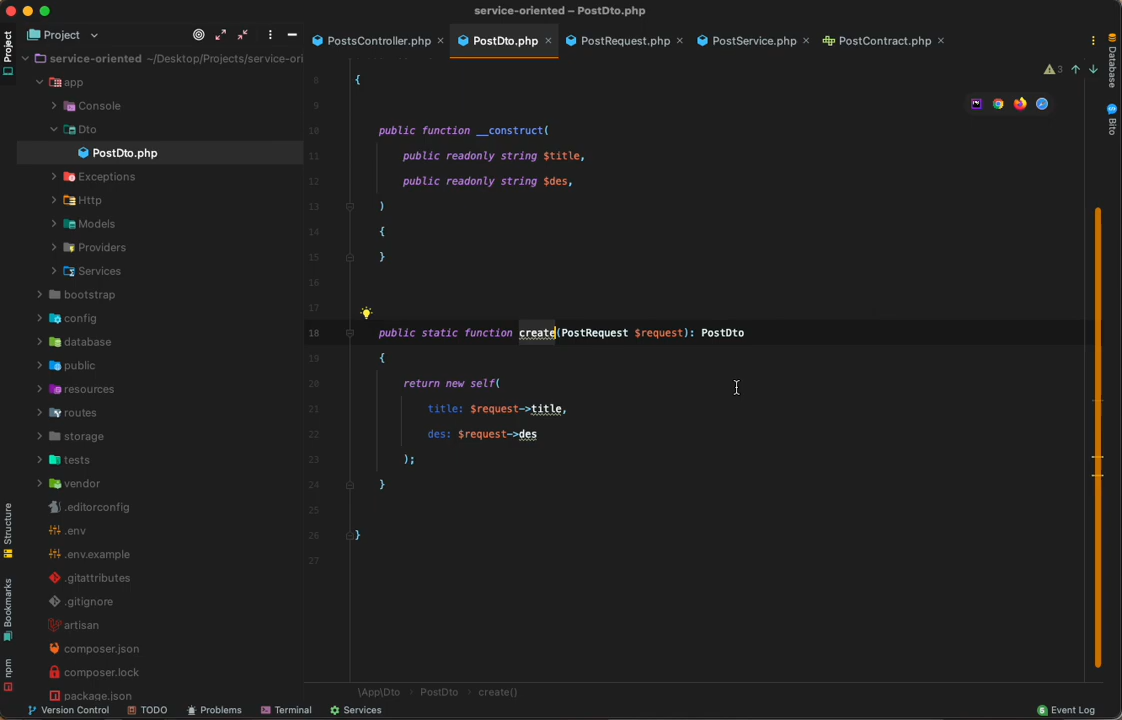 service-oriented – PostDto.php
Project
PostsController.php
PostDto.php
PostRequest.php
PostService.php
PostContract.php
service-oriented ~/Desktop/Projects/service-ori
app
Console
Dto
PostDto.php
Exceptions
Http
Models
Providers
Services
bootstrap
config
database
public
resources
routes
storage
tests
vendor
.editorconfig
.env
.env.example
.gitattributes
.gitignore
artisan
composer.json
composer.lock
package.json
Project
Structure
Bookmarks
npm
3
8 {
9
10 public function __construct(
11 public readonly string $title,
12 public readonly string $des,
13 )
14 {
15 }
16
17
18 public static function create(PostRequest $request): PostDto
19 {
20 return new self(
21 title: $request->title,
22 des: $request->des
23 );
24 }
25
26 }
27
Database
Bito
\App\Dto › PostDto › create()
Version Control
TODO
Problems
Terminal
Services
5 Event Log